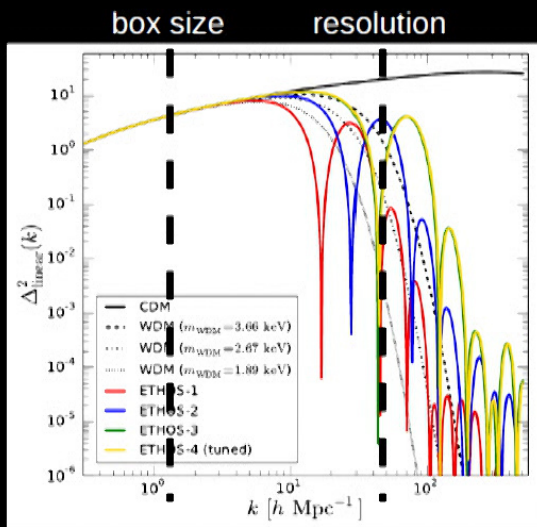 box size resolution
10¹
10⁰
10⁻¹
10⁻²
10⁻³
10⁻⁴
10⁻⁵
10⁻⁶
Δ²linear(k)
CDM
WDM (mWDM=3.66 keV)
WDM (mWDM=2.67 keV)
WDM (mWDM=1.89 keV)
ETHOS-1
ETHOS-2
ETHOS-3
ETHOS-4 (tuned)
10⁰ 10¹ 10²
k [h Mpc⁻¹]